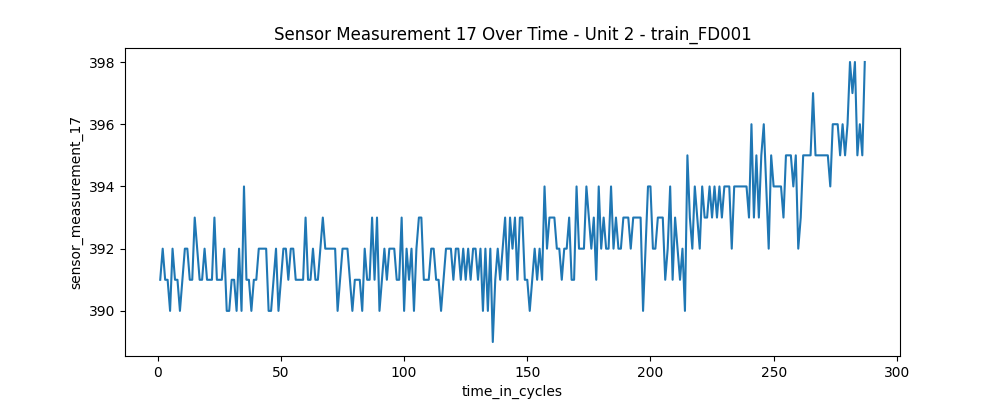 Sensor Measurement 17 Over Time - Unit 2 - train_FD001
sensor_measurement_17
398
396
394
392
390
0 50 100 150 200 250 300
time_in_cycles